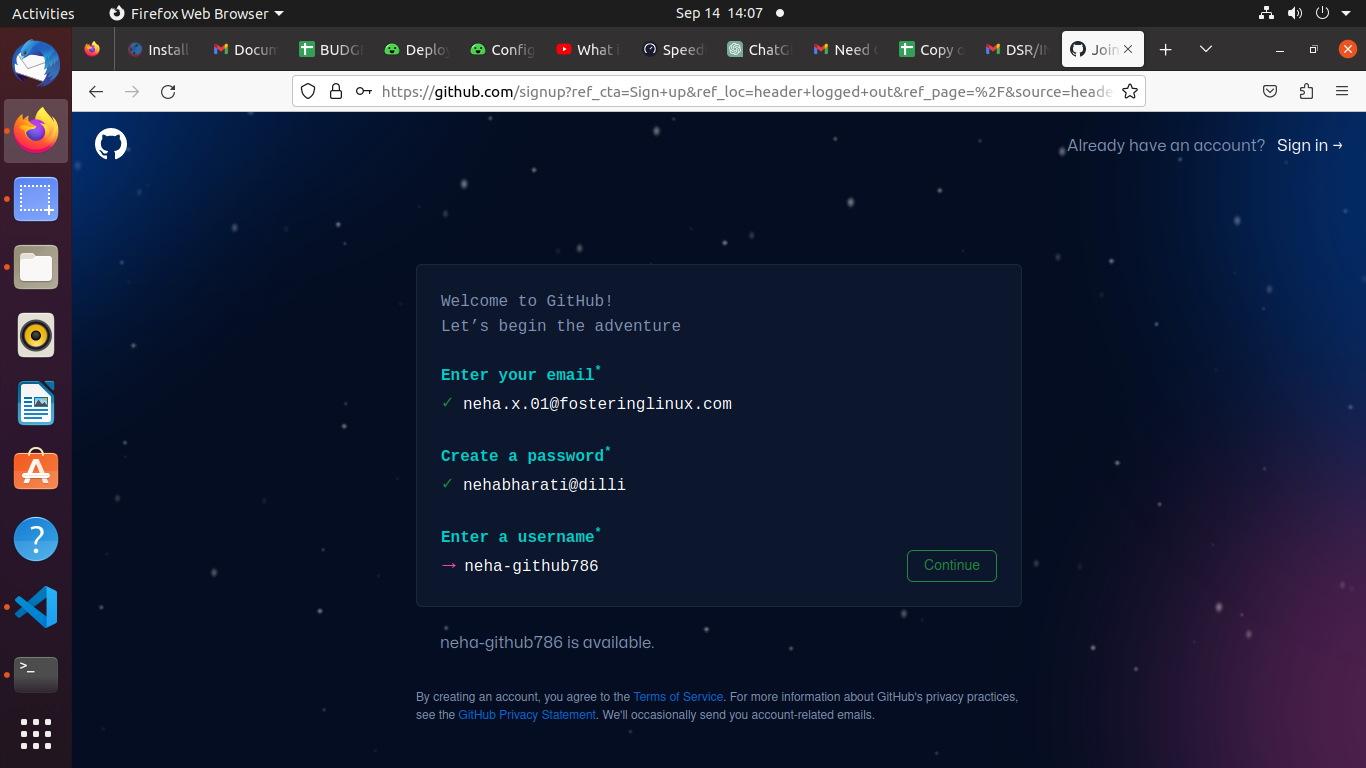 Activities
Firefox Web Browser
Sep 14 14:07
Install
Docum
BUDG
Deploy
Config
What i
Speed
ChatG
Need
Copy o
DSR/I
Join
https://github.com/signup?ref_cta=Sign+up&ref_loc=header+logged+out&ref_page=%2F&source=heade
Already have an account? Sign in →
Welcome to GitHub!
Let’s begin the adventure
Enter your email*
✓ neha.x.01@fosteringlinux.com
Create a password*
✓ nehabharati@dilli
Enter a username*
→ neha-github786
Continue
neha-github786 is available.
By creating an account, you agree to the Terms of Service. For more information about GitHub's privacy practices,
see the GitHub Privacy Statement. We'll occasionally send you account-related emails.